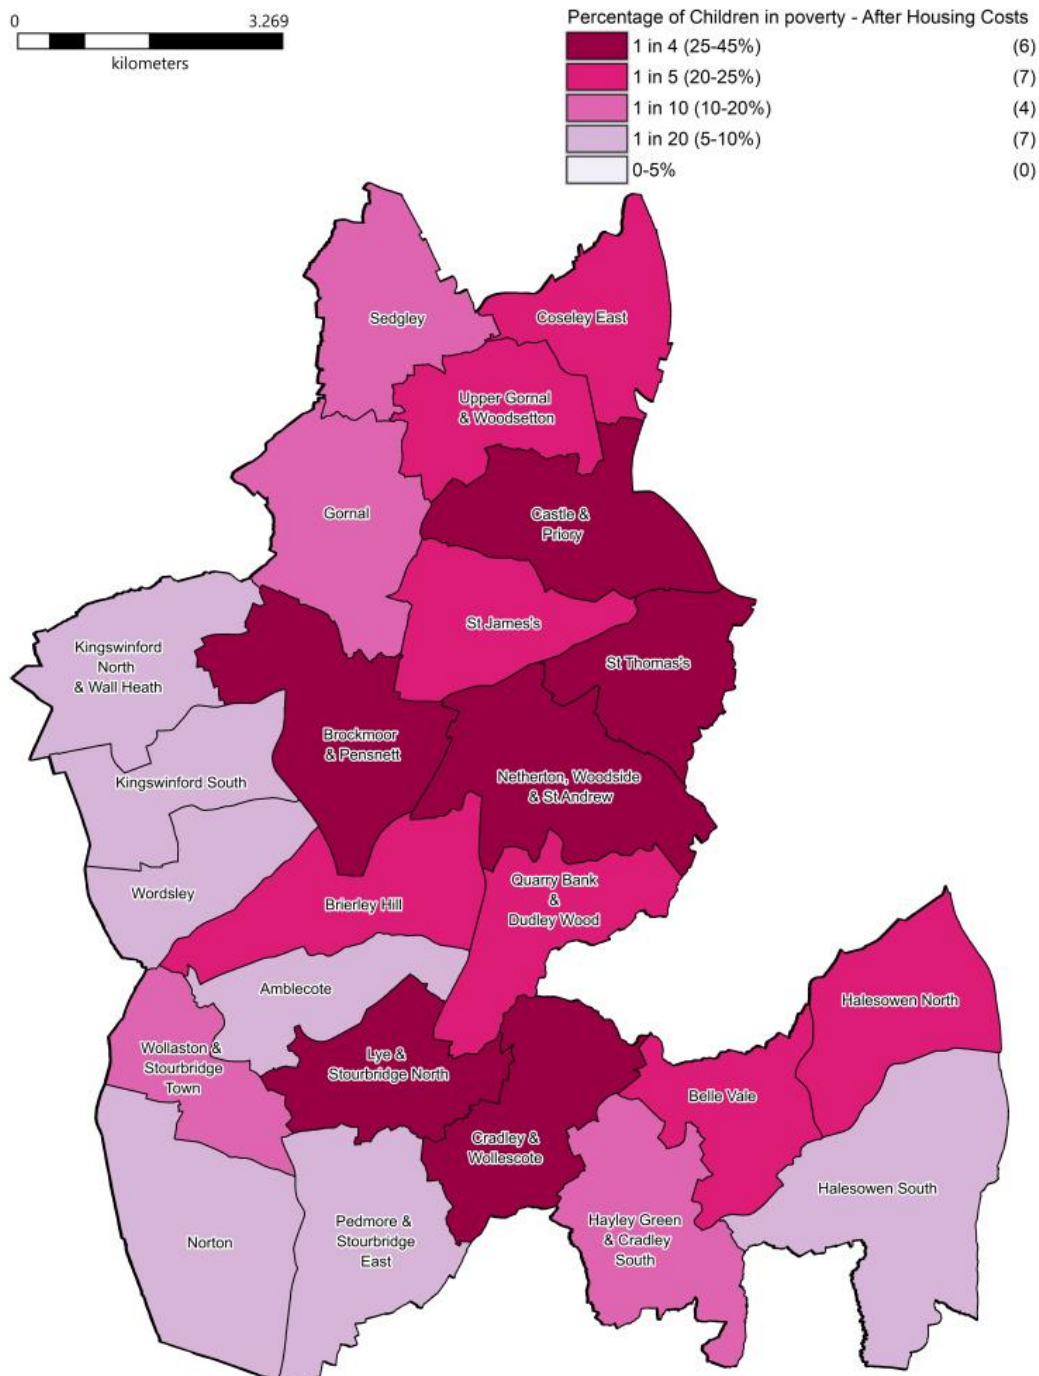 0 3.269
kilometers
Percentage of Children in poverty - After Housing Costs
1 in 4 (25-45%) (6)
1 in 5 (20-25%) (7)
1 in 10 (10-20%) (4)
1 in 20 (5-10%) (7)
0-5% (0)
Sedgley
Coseley East
Upper Gornal
& Woodsetton
Gornal
Castle &
Priory
St James's
Kingswinford
North
& Wall Heath
St Thomas's
Brockmoor
& Pensnett
Kingswinford South
Netherton, Woodside
& St Andrew
Wordsley
Brierley Hill
Quarry Bank
&
Dudley Wood
Amblecote
Halesowen North
Wollaston &
Stourbridge
Town
Lye &
Stourbridge North
Belle Vale
Cradley &
Wollescote
Halesowen South
Norton
Pedmore &
Stourbridge
East
Hayley Green
& Cradley
South